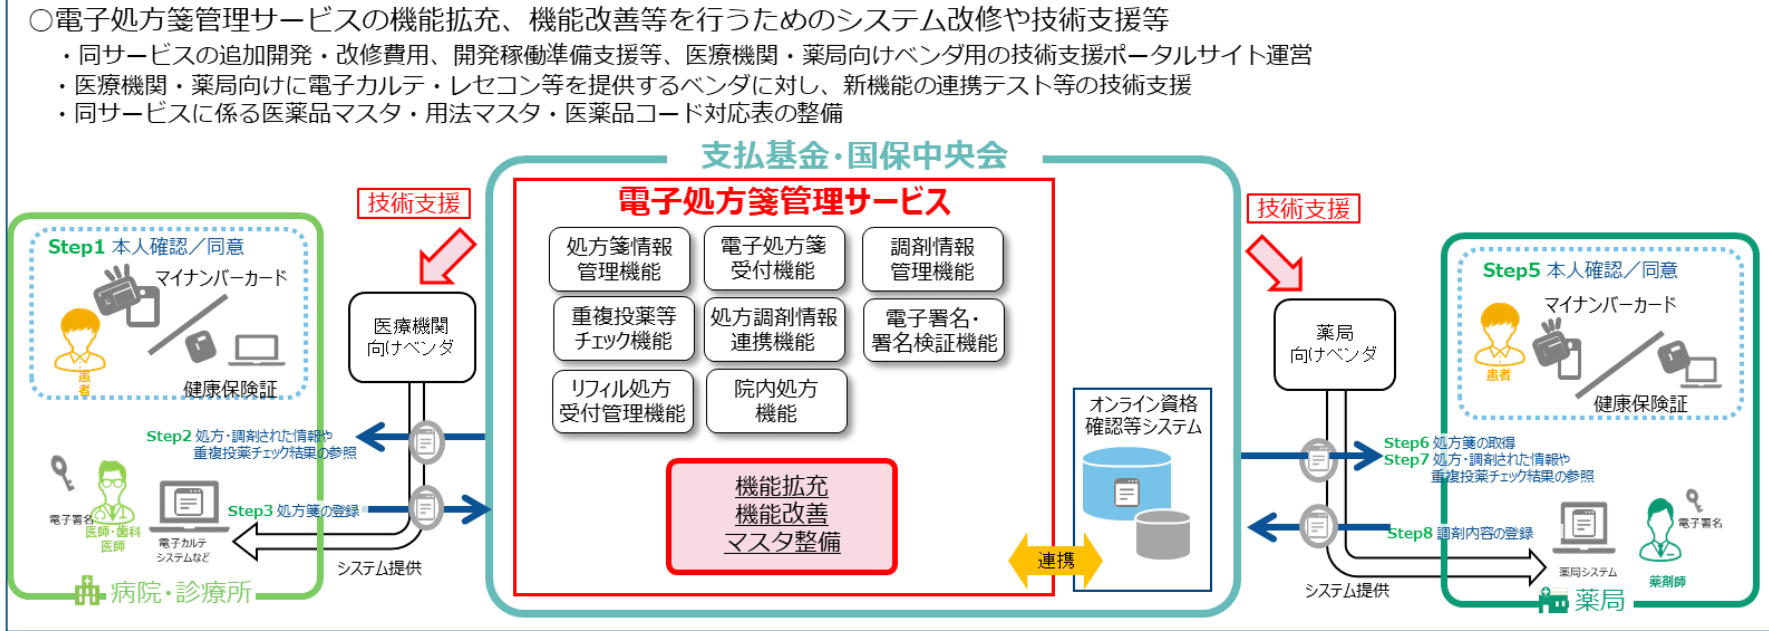 ○電子処方箋管理サービスの機能拡充、機能改善等を行うためのシステム改修や技術支援等
・同サービスの追加開発・改修費用、開発稼働準備支援等、医療機関・薬局向けベンダ用の技術支援ポータルサイト運営
・医療機関・薬局向けに電子カルテ・レセコン等を提供するベンダに対し、新機能の連携テスト等の技術支援
・同サービスに係る医薬品マスタ・用法マスタ・医薬品コード対応表の整備
支払基金・国保中央会
技術支援
電子処方箋管理サービス
技術支援
Step1 本人確認／同意
マイナンバーカード
患者
健康保険証
医療機関
向けベンダ
処方箋情報
管理機能
電子処方箋
受付機能
調剤情報
管理機能
重複投薬等
チェック機能
処方調剤情報
連携機能
電子署名・
署名検証機能
リフィル処方
受付管理機能
院内処方
機能
機能拡充
機能改善
マスタ整備
オンライン資格
確認等システム
連携
薬局
向けベンダ
Step5 本人確認／同意
マイナンバーカード
患者
健康保険証
Step2 処方・調剤された情報や
重複投薬チェック結果の参照
Step3 処方箋の登録
電子署名
医師・歯科
医師
電子カルテ
システムなど
システム提供
病院・診療所
Step6 処方箋の取得
Step7 処方・調剤された情報や
重複投薬チェック結果の参照
Step8 調剤内容の登録
電子署名
薬局システム
薬剤師
システム提供
薬局